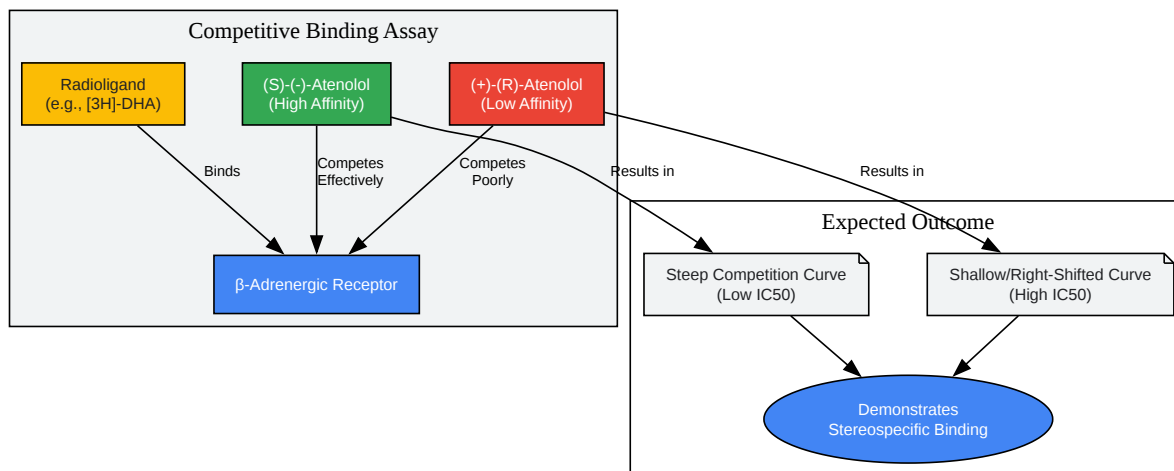 Competitive Binding Assay
Radioligand
(e.g., [3H]-DHA)
(S)-(-)-Atenolol
(High Affinity)
(+)-(R)-Atenolol
(Low Affinity)
Binds
Competes
Effectively
Competes
Poorly
Results in
Results in
β-Adrenergic Receptor
Expected Outcome
Steep Competition Curve
(Low IC50)
Shallow/Right-Shifted Curve
(High IC50)
Demonstrates
Stereospecific Binding